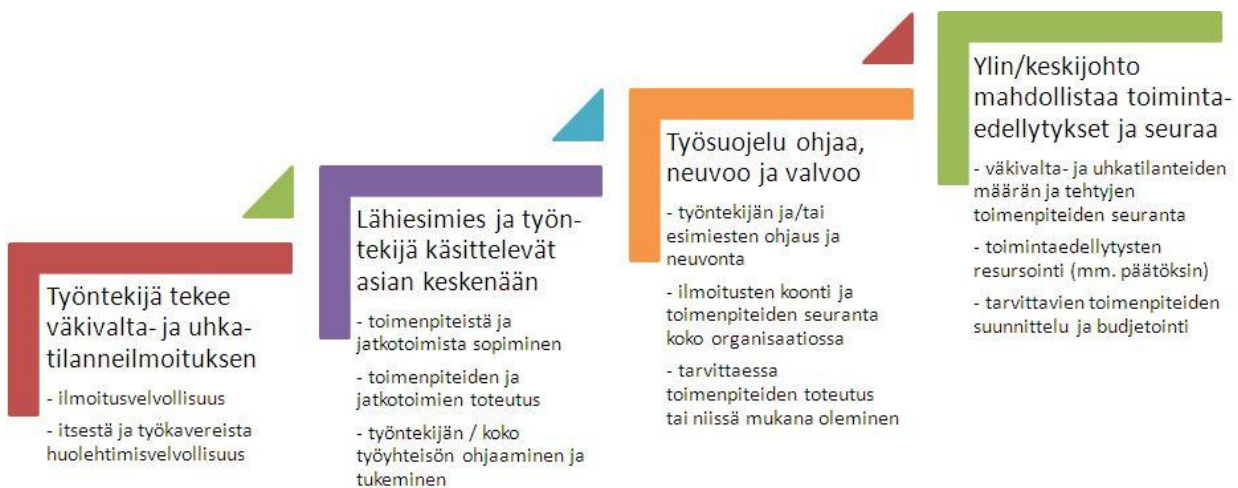 Työntekijä tekee
väkivalta- ja uhka-
tilanneilmoituksen
- ilmoitusvelvollisuus
- itsestä ja työkavereista
huolehtimisvelvollisuus
Lähiesimies ja työn-
tekijä käsittelevät
asian keskenään
- toimenpiteistä ja
jatkotoimista sopiminen
- toimenpiteiden ja
jatkotoimien toteutus
- työntekijän / koko
työyhteisön ohjaaminen ja
tukeminen
Työsuojelu ohjaa,
neuvoo ja valvoo
- työntekijän ja/tai
esimiesten ohjaus ja
neuvonta
- ilmoitusten koonti ja
toimenpiteiden seuranta
koko organisaatiossa
- tarvittaessa
toimenpiteiden toteutus
tai niissä mukana oleminen
Ylin/keskijohto
mahdollistaa toiminta-
edellytykset ja seuraa
- väkivalta- ja uhkatilanteiden
määrän ja tehtyjen
toimenpiteiden seuranta
- toimintaedellytysten
resursointi (mm. päätöksin)
- tarvittavien toimenpiteiden
suunnittelu ja budjetointi